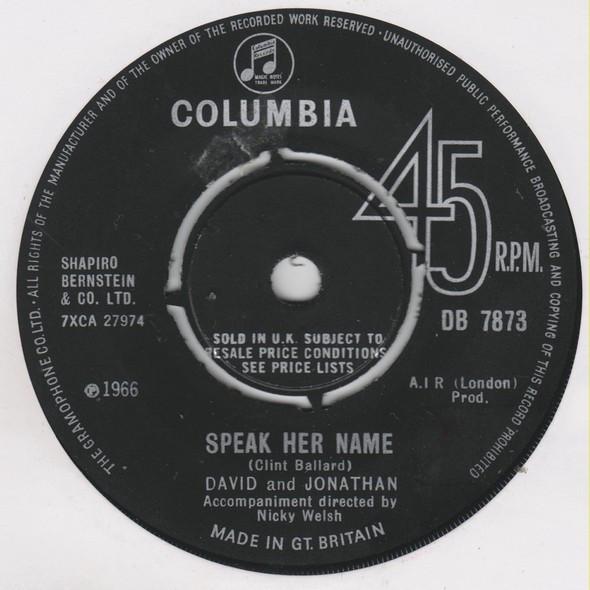 THE GRAMOPHONE CO. LTD. · ALL RIGHTS OF THE MANUFACTURER AND OF THE OWNER OF THE RECORDED WORK RESERVED · UNAUTHORISED PUBLIC PERFORMANCE BROADCASTING AND COPYING OF THIS RECORD PROHIBITED
MAGIC NOTES
TRADE MARK
COLUMBIA
45
R.P.M.
SHAPIRO
BERNSTEIN
& CO. LTD.
7XCA 27974
DB 7873
SOLD IN U.K. SUBJECT TO
RESALE PRICE CONDITIONS
SEE PRICE LISTS
℗ 1966
A.I R (London)
Prod.
SPEAK HER NAME
(Clint Ballard)
DAVID and JONATHAN
Accompaniment directed by
Nicky Welsh
MADE IN GT. BRITAIN